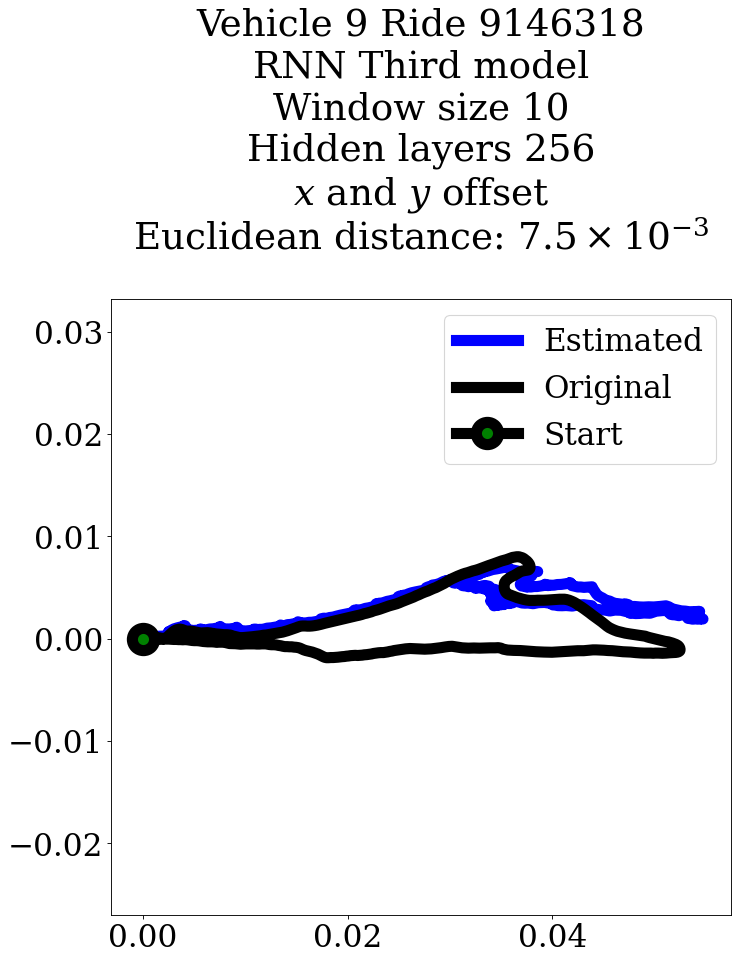 Vehicle 9 Ride 9146318
RNN Third model
Window size 10
Hidden layers 256
x and y offset
Euclidean distance: 7.5 × 10⁻³
Estimated
Original
Start
0.03
0.02
0.01
0.00
−0.01
−0.02
0.00 0.02 0.04